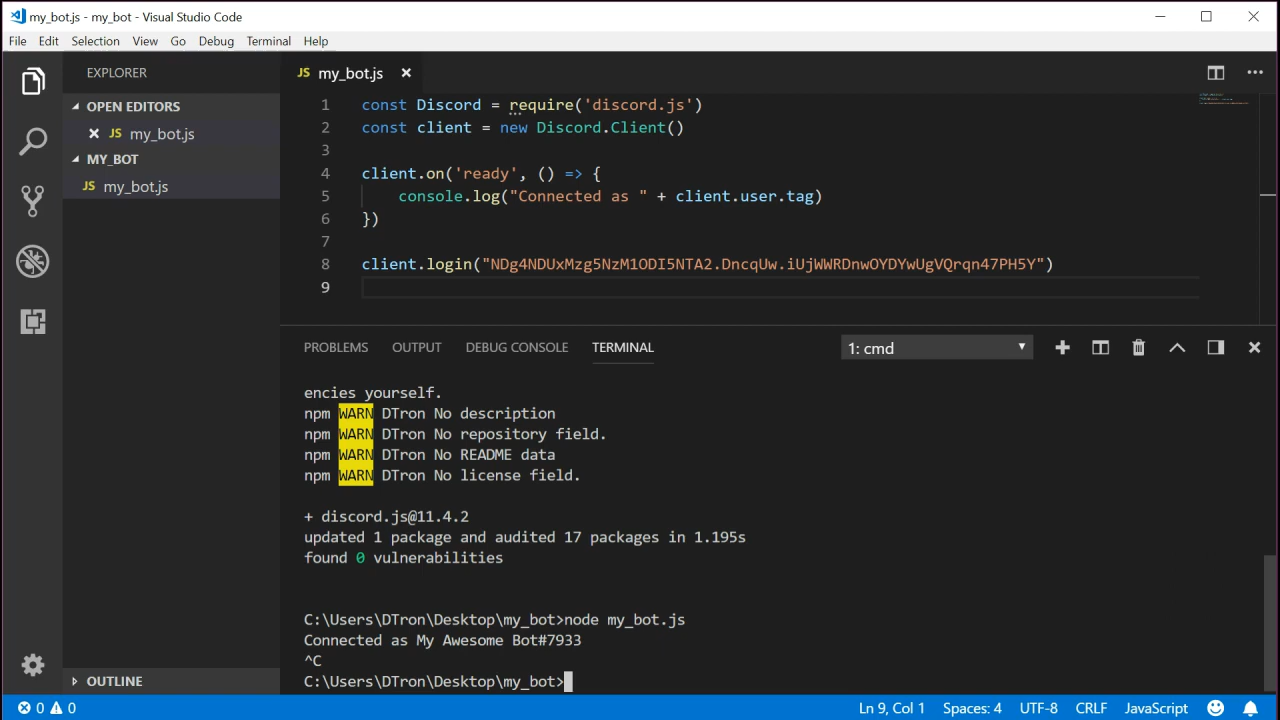 my_bot.js - my_bot - Visual Studio Code
File Edit Selection View Go Debug Terminal Help
EXPLORER
OPEN EDITORS
JS my_bot.js
MY_BOT
JS my_bot.js
OUTLINE
JS my_bot.js
1 const Discord = require('discord.js')
2 const client = new Discord.Client()
3
4 client.on('ready', () => {
5 console.log("Connected as " + client.user.tag)
6 })
7
8 client.login("NDg4NDUxMzg5NzM1ODI5NTA2.DncqUw.iUjWWRDnwOYDYwUgVQrqn47PH5Y")
9
PROBLEMS OUTPUT DEBUG CONSOLE TERMINAL 1: cmd
encies yourself.
npm WARN DTron No description
npm WARN DTron No repository field.
npm WARN DTron No README data
npm WARN DTron No license field.
+ discord.js@11.4.2
updated 1 package and audited 17 packages in 1.195s
found 0 vulnerabilities
C:\Users\DTron\Desktop\my_bot>node my_bot.js
Connected as My Awesome Bot#7933
^C
C:\Users\DTron\Desktop\my_bot>
0 0 Ln 9, Col 1 Spaces: 4 UTF-8 CRLF JavaScript